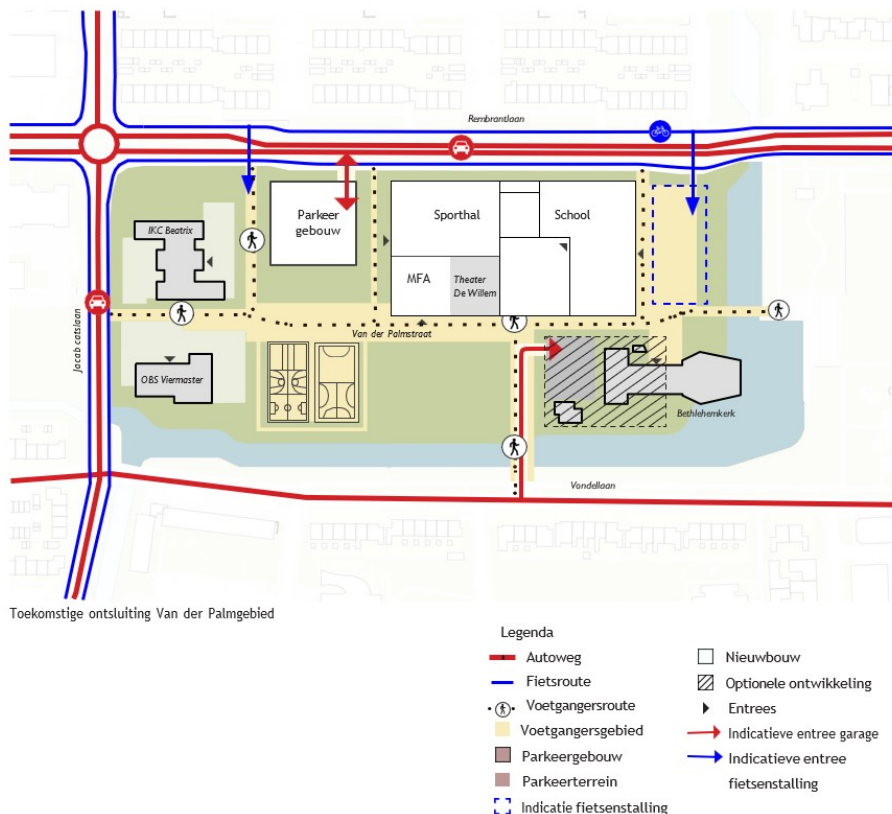 Rembrantlaan
IKC Beatrix
Parkeer
gebouw
Sporthal
School
MFA
Theater
De Willem
Jacob catslaan
Van der Palmstraat
OBS Viermaster
Bethlehemkerk
Vondellaan
Toekomstige ontsluiting Van der Palmgebied
Legenda
Autoweg
Fietsroute
Voetgangersroute
Voetgangersgebied
Parkeergebouw
Parkeerterrein
Indicatie fietsenstalling
Nieuwbouw
Optionele ontwikkeling
Entrees
Indicatieve entree garage
Indicatieve entree
fietsenstalling